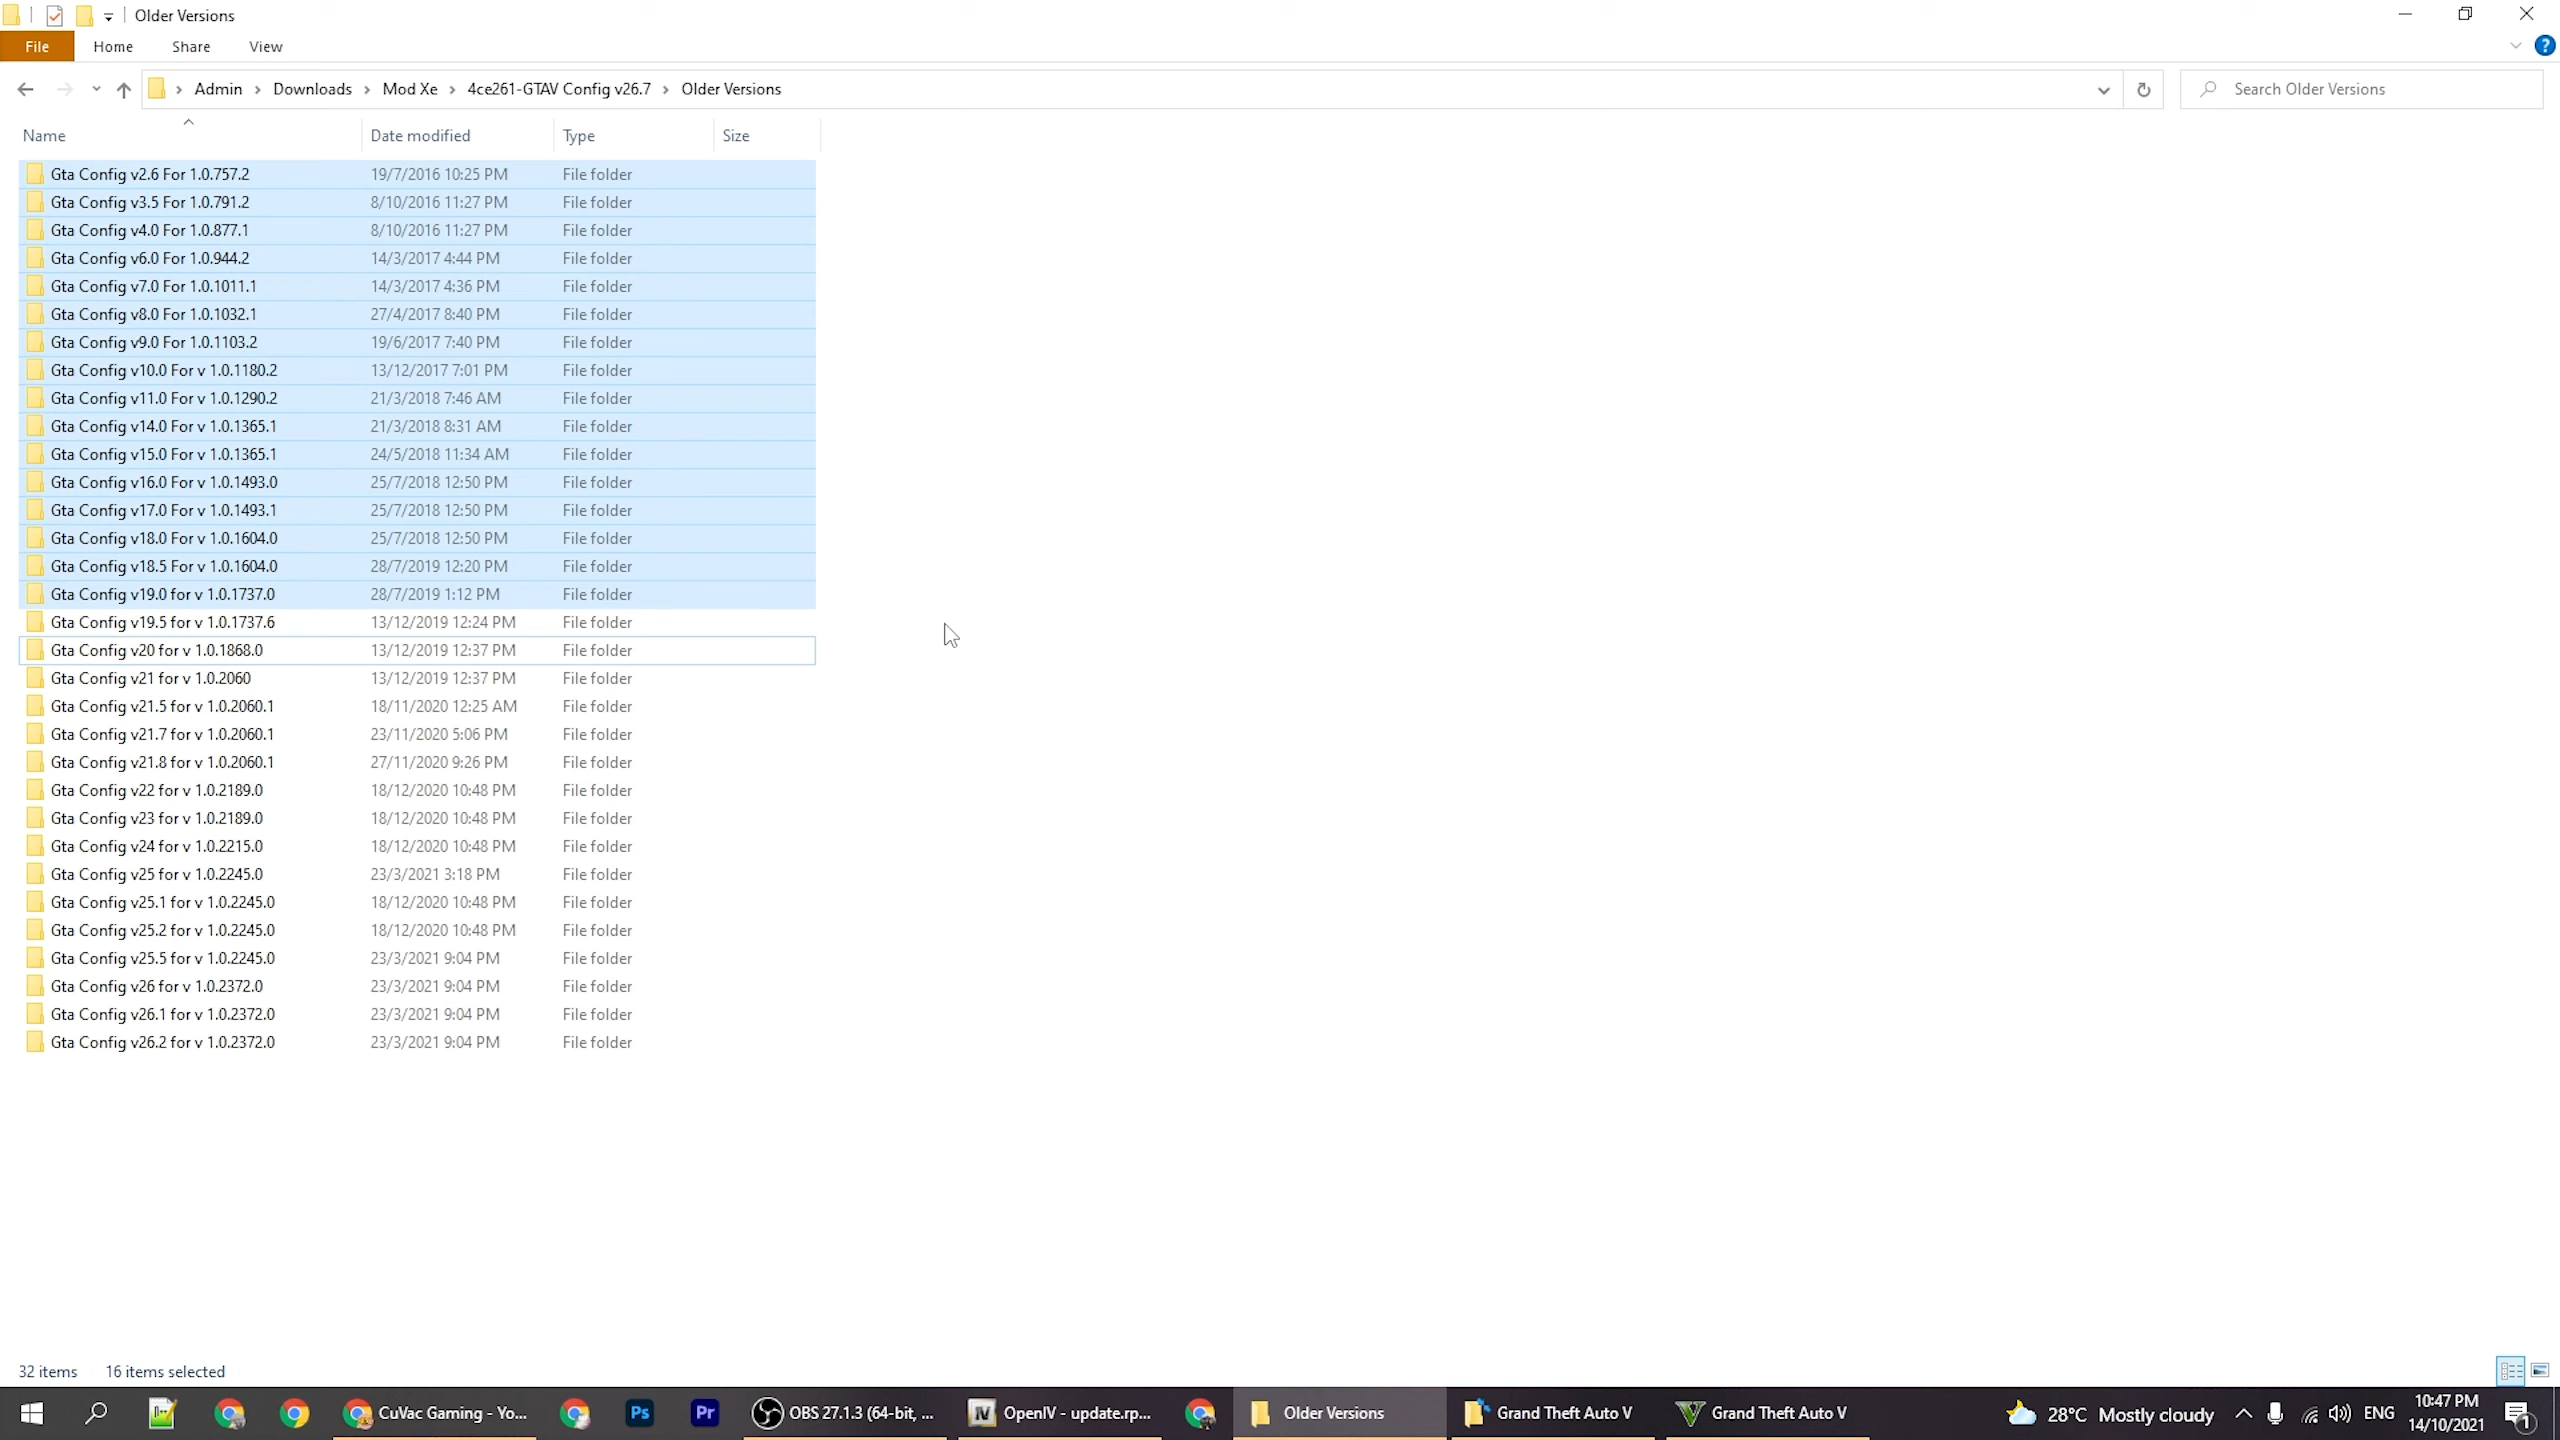 Older Versions
File Home Share View
Admin Downloads Mod Xe 4ce261-GTAV Config v26.7 Older Versions Search Older Versions
Name Date modified Type Size
Gta Config v2.6 For 1.0.757.2 19/7/2016 10:25 PM File folder
Gta Config v3.5 For 1.0.791.2 8/10/2016 11:27 PM File folder
Gta Config v4.0 For 1.0.877.1 8/10/2016 11:27 PM File folder
Gta Config v6.0 For 1.0.944.2 14/3/2017 4:44 PM File folder
Gta Config v7.0 For 1.0.1011.1 14/3/2017 4:36 PM File folder
Gta Config v8.0 For 1.0.1032.1 27/4/2017 8:40 PM File folder
Gta Config v9.0 For 1.0.1103.2 19/6/2017 7:40 PM File folder
Gta Config v10.0 For v 1.0.1180.2 13/12/2017 7:01 PM File folder
Gta Config v11.0 For v 1.0.1290.2 21/3/2018 7:46 AM File folder
Gta Config v14.0 For v 1.0.1365.1 21/3/2018 8:31 AM File folder
Gta Config v15.0 For v 1.0.1365.1 24/5/2018 11:34 AM File folder
Gta Config v16.0 For v 1.0.1493.0 25/7/2018 12:50 PM File folder
Gta Config v17.0 For v 1.0.1493.1 25/7/2018 12:50 PM File folder
Gta Config v18.0 For v 1.0.1604.0 25/7/2018 12:50 PM File folder
Gta Config v18.5 For v 1.0.1604.0 28/7/2019 12:20 PM File folder
Gta Config v19.0 for v 1.0.1737.0 28/7/2019 1:12 PM File folder
Gta Config v19.5 for v 1.0.1737.6 13/12/2019 12:24 PM File folder
Gta Config v20 for v 1.0.1868.0 13/12/2019 12:37 PM File folder
Gta Config v21 for v 1.0.2060 13/12/2019 12:37 PM File folder
Gta Config v21.5 for v 1.0.2060.1 18/11/2020 12:25 AM File folder
Gta Config v21.7 for v 1.0.2060.1 23/11/2020 5:06 PM File folder
Gta Config v21.8 for v 1.0.2060.1 27/11/2020 9:26 PM File folder
Gta Config v22 for v 1.0.2189.0 18/12/2020 10:48 PM File folder
Gta Config v23 for v 1.0.2189.0 18/12/2020 10:48 PM File folder
Gta Config v24 for v 1.0.2215.0 18/12/2020 10:48 PM File folder
Gta Config v25 for v 1.0.2245.0 23/3/2021 3:18 PM File folder
Gta Config v25.1 for v 1.0.2245.0 18/12/2020 10:48 PM File folder
Gta Config v25.2 for v 1.0.2245.0 18/12/2020 10:48 PM File folder
Gta Config v25.5 for v 1.0.2245.0 23/3/2021 9:04 PM File folder
Gta Config v26 for v 1.0.2372.0 23/3/2021 9:04 PM File folder
Gta Config v26.1 for v 1.0.2372.0 23/3/2021 9:04 PM File folder
Gta Config v26.2 for v 1.0.2372.0 23/3/2021 9:04 PM File folder
32 items 16 items selected
CuVac Gaming - Yo... Ps Pr OBS 27.1.3 (64-bit, ... IV OpenIV - update.rp... Older Versions Grand Theft Auto V Grand Theft Auto V 28°C Mostly cloudy ENG 10:47 PM
14/10/2021 1